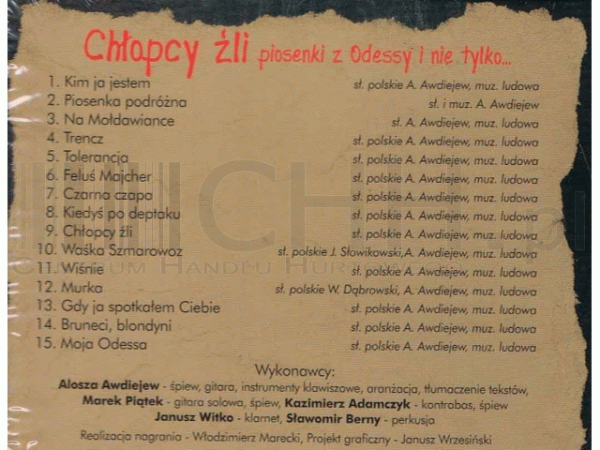 Chłopcy źli piosenki z Odessy i nie tylko...
1. Kim ja jestem sł. polskie A. Awdiejew, muz. ludowa
2. Piosenka podróżna sł. i muz. A. Awdiejew
3. Na Mołdawiance sł. A. Awdiejew, muz. ludowa
4. Trencz sł. polskie A. Awdiejew, muz. ludowa
5. Tolerancja sł. polskie A. Awdiejew, muz. ludowa
6. Feluś Majcher sł. polskie A. Awdiejew, muz. ludowa
7. Czarna czapa sł. polskie A. Awdiejew, muz. ludowa
8. Kiedyś po deptaku sł. polskie A. Awdiejew, muz. ludowa
9. Chłopcy źli sł. polskie A. Awdiejew, muz. ludowa
10. Waśka Szmarowoz sł. polskie J. Słowikowski,A. Awdiejew, muz. ludowa
11. Wiśnie sł. polskie A. Awdiejew, muz. ludowa
12. Murka sł. polskie W. Dąbrowski, A. Awdiejew, muz. ludowa
13. Gdy ja spotkałem Ciebie sł. polskie A. Awdiejew, muz. ludowa
14. Bruneci, blondyni sł. polskie A. Awdiejew, muz. ludowa
15. Moja Odessa sł. polskie A. Awdiejew, muz. ludowa
Wykonawcy:
Alosza Awdiejew - śpiew, gitara, instrumenty klawiszowe, aranżacja, tłumaczenie tekstów,
Marek Piątek - gitara solowa, śpiew, Kazimierz Adamczyk - kontrabas, śpiew
Janusz Witko - klarnet, Sławomir Berny - perkusja
Realizacja nagrania - Włodzimierz Marecki, Projekt graficzny - Janusz Wrzesiński